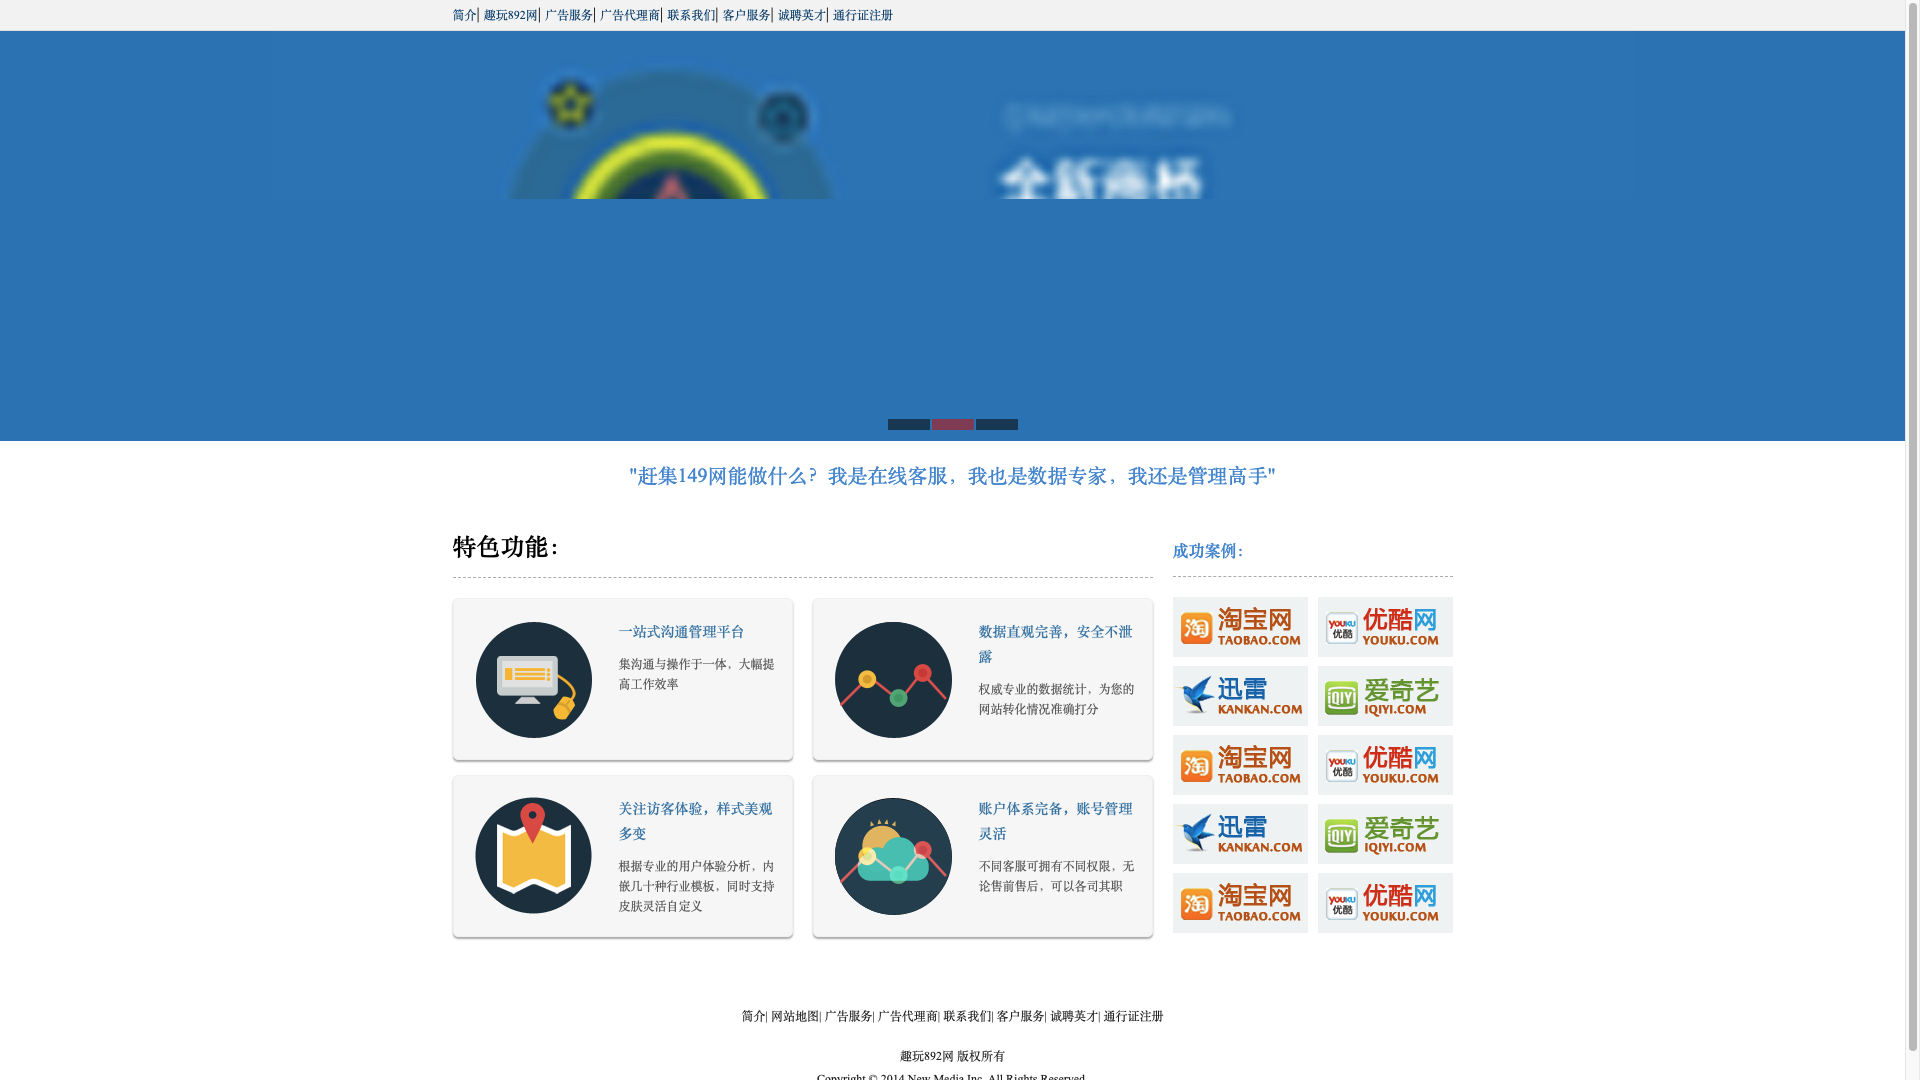 简介| 趣玩892网| 广告服务| 广告代理商| 联系我们| 客户服务| 诚聘英才| 通行证注册
全新商桥
"赶集149网能做什么？我是在线客服，我也是数据专家，我还是管理高手"
特色功能：
一站式沟通管理平台
集沟通与操作于一体，大幅提
高工作效率
数据直观完善，安全不泄
露
权威专业的数据统计，为您的
网站转化情况准确打分
关注访客体验，样式美观
多变
根据专业的用户体验分析，内
嵌几十种行业模板，同时支持
皮肤灵活自定义
账户体系完备，账号管理
灵活
不同客服可拥有不同权限，无
论售前售后，可以各司其职
成功案例：
淘 淘宝网
TAOBAO.COM
YOUKU 优酷 优酷网
YOUKU.COM
迅雷
KANKAN.COM
iQIYI 爱奇艺
IQIYI.COM
淘 淘宝网
TAOBAO.COM
YOUKU 优酷 优酷网
YOUKU.COM
迅雷
KANKAN.COM
iQIYI 爱奇艺
IQIYI.COM
淘 淘宝网
TAOBAO.COM
YOUKU 优酷 优酷网
YOUKU.COM
简介| 网站地图| 广告服务| 广告代理商| 联系我们| 客户服务| 诚聘英才| 通行证注册
趣玩892网 版权所有
Copyright © 2014 New Media Inc. All Rights Reserved.